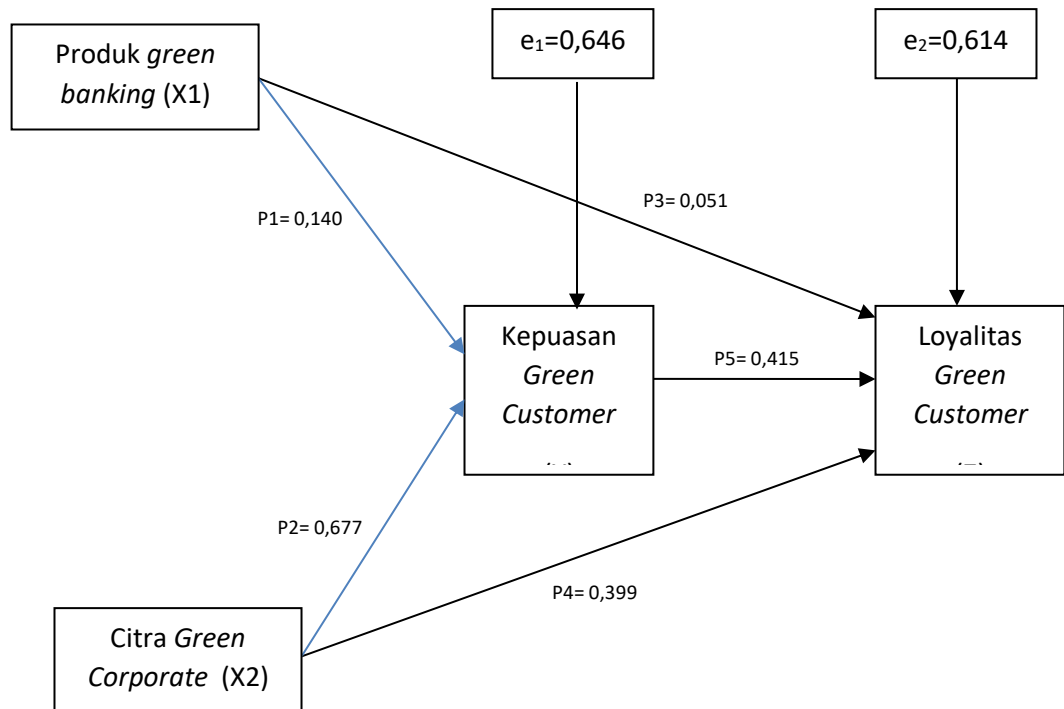 Produk green
banking (X1)
e₁=0,646
e₂=0,614
P3= 0,051
P1= 0,140
Kepuasan
Green
Customer
P5= 0,415
Loyalitas
Green
Customer
P2= 0,677
P4= 0,399
Citra Green
Corporate (X2)